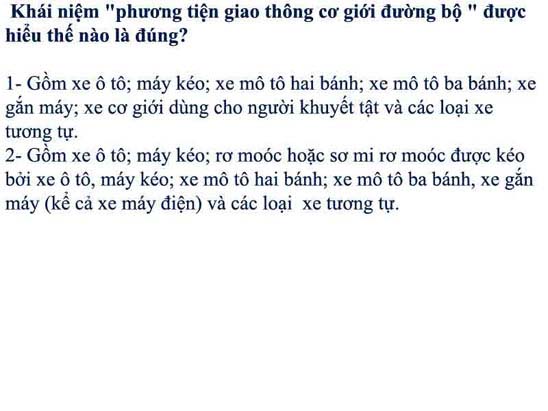 Khái niệm "phương tiện giao thông cơ giới đường bộ " được
hiểu thế nào là đúng?
1- Gồm xe ô tô; máy kéo; xe mô tô hai bánh; xe mô tô ba bánh; xe
gắn máy; xe cơ giới dùng cho người khuyết tật và các loại xe
tương tự.
2- Gồm xe ô tô; máy kéo; rơ moóc hoặc sơ mi rơ moóc được kéo
bởi xe ô tô, máy kéo; xe mô tô hai bánh; xe mô tô ba bánh, xe gắn
máy (kể cả xe máy điện) và các loại xe tương tự.